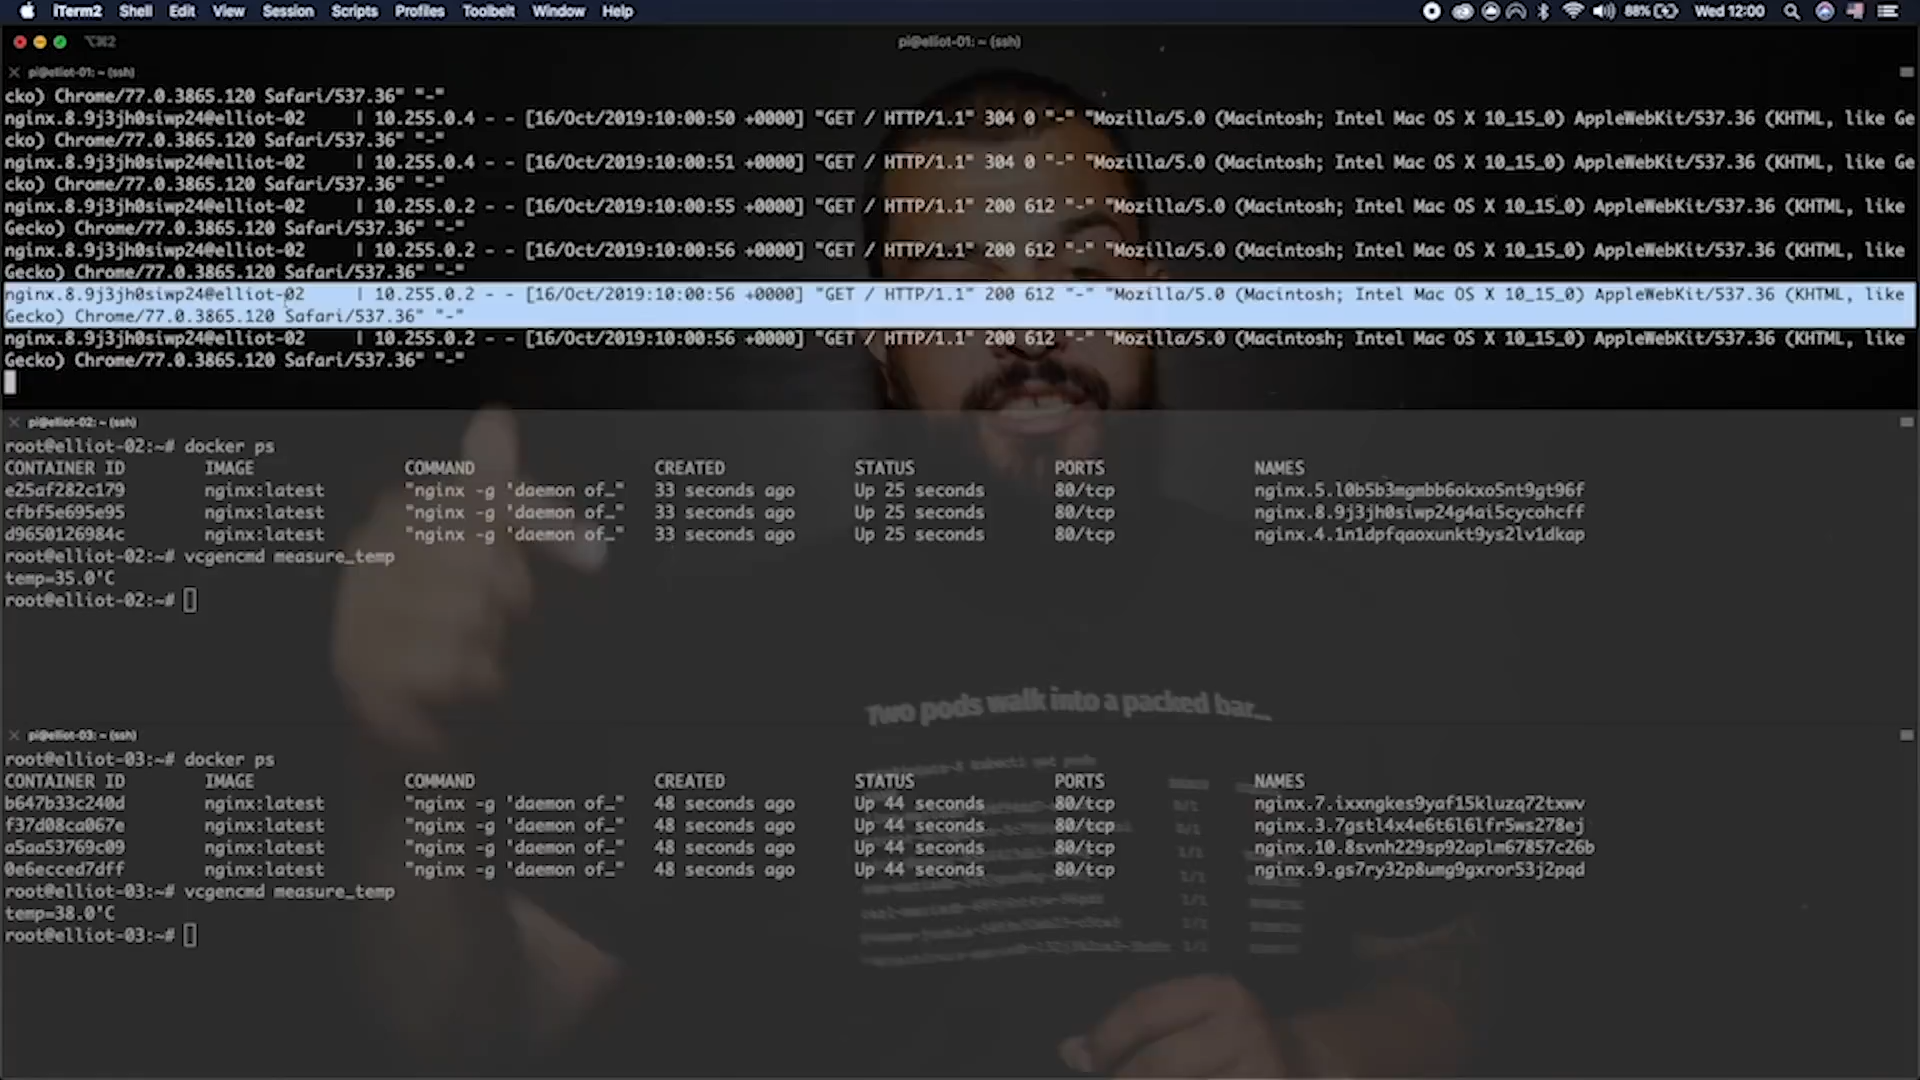 iTerm2 Shell Edit View Session Scripts Profiles Toolbelt Window Help 88% Wed 12:00
⌥⌘2 pi@elliot-01: ~ (ssh)
pi@elliot-01: ~ (ssh)
cko) Chrome/77.0.3865.120 Safari/537.36" "-"
nginx.8.9j3jh0siwp24@elliot-02 | 10.255.0.4 - - [16/Oct/2019:10:00:50 +0000] "GET / HTTP/1.1" 304 0 "-" "Mozilla/5.0 (Macintosh; Intel Mac OS X 10_15_0) AppleWebKit/537.36 (KHTML, like Ge
cko) Chrome/77.0.3865.120 Safari/537.36" "-"
nginx.8.9j3jh0siwp24@elliot-02 | 10.255.0.4 - - [16/Oct/2019:10:00:51 +0000] "GET / HTTP/1.1" 304 0 "-" "Mozilla/5.0 (Macintosh; Intel Mac OS X 10_15_0) AppleWebKit/537.36 (KHTML, like Ge
cko) Chrome/77.0.3865.120 Safari/537.36" "-"
nginx.8.9j3jh0siwp24@elliot-02 | 10.255.0.2 - - [16/Oct/2019:10:00:55 +0000] "GET / HTTP/1.1" 200 612 "-" "Mozilla/5.0 (Macintosh; Intel Mac OS X 10_15_0) AppleWebKit/537.36 (KHTML, like
Gecko) Chrome/77.0.3865.120 Safari/537.36" "-"
nginx.8.9j3jh0siwp24@elliot-02 | 10.255.0.2 - - [16/Oct/2019:10:00:56 +0000] "GET / HTTP/1.1" 200 612 "-" "Mozilla/5.0 (Macintosh; Intel Mac OS X 10_15_0) AppleWebKit/537.36 (KHTML, like
Gecko) Chrome/77.0.3865.120 Safari/537.36" "-"
nginx.8.9j3jh0siwp24@elliot-02 | 10.255.0.2 - - [16/Oct/2019:10:00:56 +0000] "GET / HTTP/1.1" 200 612 "-" "Mozilla/5.0 (Macintosh; Intel Mac OS X 10_15_0) AppleWebKit/537.36 (KHTML, like
Gecko) Chrome/77.0.3865.120 Safari/537.36" "-"
nginx.8.9j3jh0siwp24@elliot-02 | 10.255.0.2 - - [16/Oct/2019:10:00:56 +0000] "GET / HTTP/1.1" 200 612 "-" "Mozilla/5.0 (Macintosh; Intel Mac OS X 10_15_0) AppleWebKit/537.36 (KHTML, like
Gecko) Chrome/77.0.3865.120 Safari/537.36" "-"
pi@elliot-02: ~ (ssh)
root@elliot-02:~# docker ps
CONTAINER ID IMAGE COMMAND CREATED STATUS PORTS NAMES
e25af282c179 nginx:latest "nginx -g 'daemon of…" 33 seconds ago Up 25 seconds 80/tcp nginx.5.l0b5b3mgmbb6okxo5nt9gt96f
cfbf5e695e95 nginx:latest "nginx -g 'daemon of…" 33 seconds ago Up 25 seconds 80/tcp nginx.8.9j3jh0siwp24g4ai5cycohcff
d9650126984c nginx:latest "nginx -g 'daemon of…" 33 seconds ago Up 25 seconds 80/tcp nginx.4.1n1dpfqaoxunkt9ys2lv1dkap
root@elliot-02:~# vcgencmd measure_temp
temp=35.0'C
root@elliot-02:~#
Two pods walk into a packed bar...
pi@elliot-03: ~ (ssh)
root@elliot-03:~# docker ps
CONTAINER ID IMAGE COMMAND CREATED STATUS PORTS NAMES
b647b33c240d nginx:latest "nginx -g 'daemon of…" 48 seconds ago Up 44 seconds 80/tcp nginx.7.ixxngkes9yaf15kluzq72txwv
f37d08ca067e nginx:latest "nginx -g 'daemon of…" 48 seconds ago Up 44 seconds 80/tcp nginx.3.7gstl4x4e6t6l6lfr5ws278ej
a5aa53769c09 nginx:latest "nginx -g 'daemon of…" 48 seconds ago Up 44 seconds 80/tcp nginx.10.8svnh229sp92aplm67857c26b
0e6ecced7dff nginx:latest "nginx -g 'daemon of…" 48 seconds ago Up 44 seconds 80/tcp nginx.9.gs7ry32p8umg9gxror53j2pqd
root@elliot-03:~# vcgencmd measure_temp
temp=38.0'C
root@elliot-03:~#